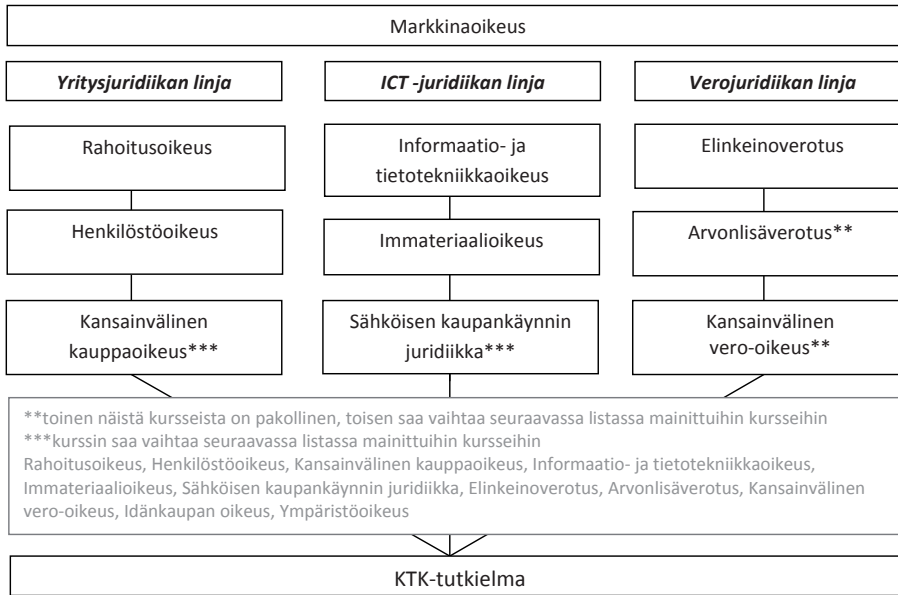 Markkinaoikeus
Yritysjuridiikan linja
ICT -juridiikan linja
Verojuridiikan linja
Rahoitusoikeus
Informaatio- ja
tietotekniikkaoikeus
Elinkeinoverotus
Henkilöstöoikeus
Immateriaalioikeus
Arvonlisäverotus**
Kansainvälinen
kauppaoikeus***
Sähköisen kaupankäynnin
juridiikka***
Kansainvälinen
vero-oikeus**
**toinen näistä kursseista on pakollinen, toisen saa vaihtaa seuraavassa listassa mainittuihin kursseihin
***kurssin saa vaihtaa seuraavassa listassa mainittuihin kursseihin
Rahoitusoikeus, Henkilöstöoikeus, Kansainvälinen kauppaoikeus, Informaatio- ja tietotekniikkaoikeus,
Immateriaalioikeus, Sähköisen kaupankäynnin juridiikka, Elinkeinoverotus, Arvonlisäverotus, Kansainvälinen
vero-oikeus, Idänkaupan oikeus, Ympäristöoikeus
KTK-tutkielma